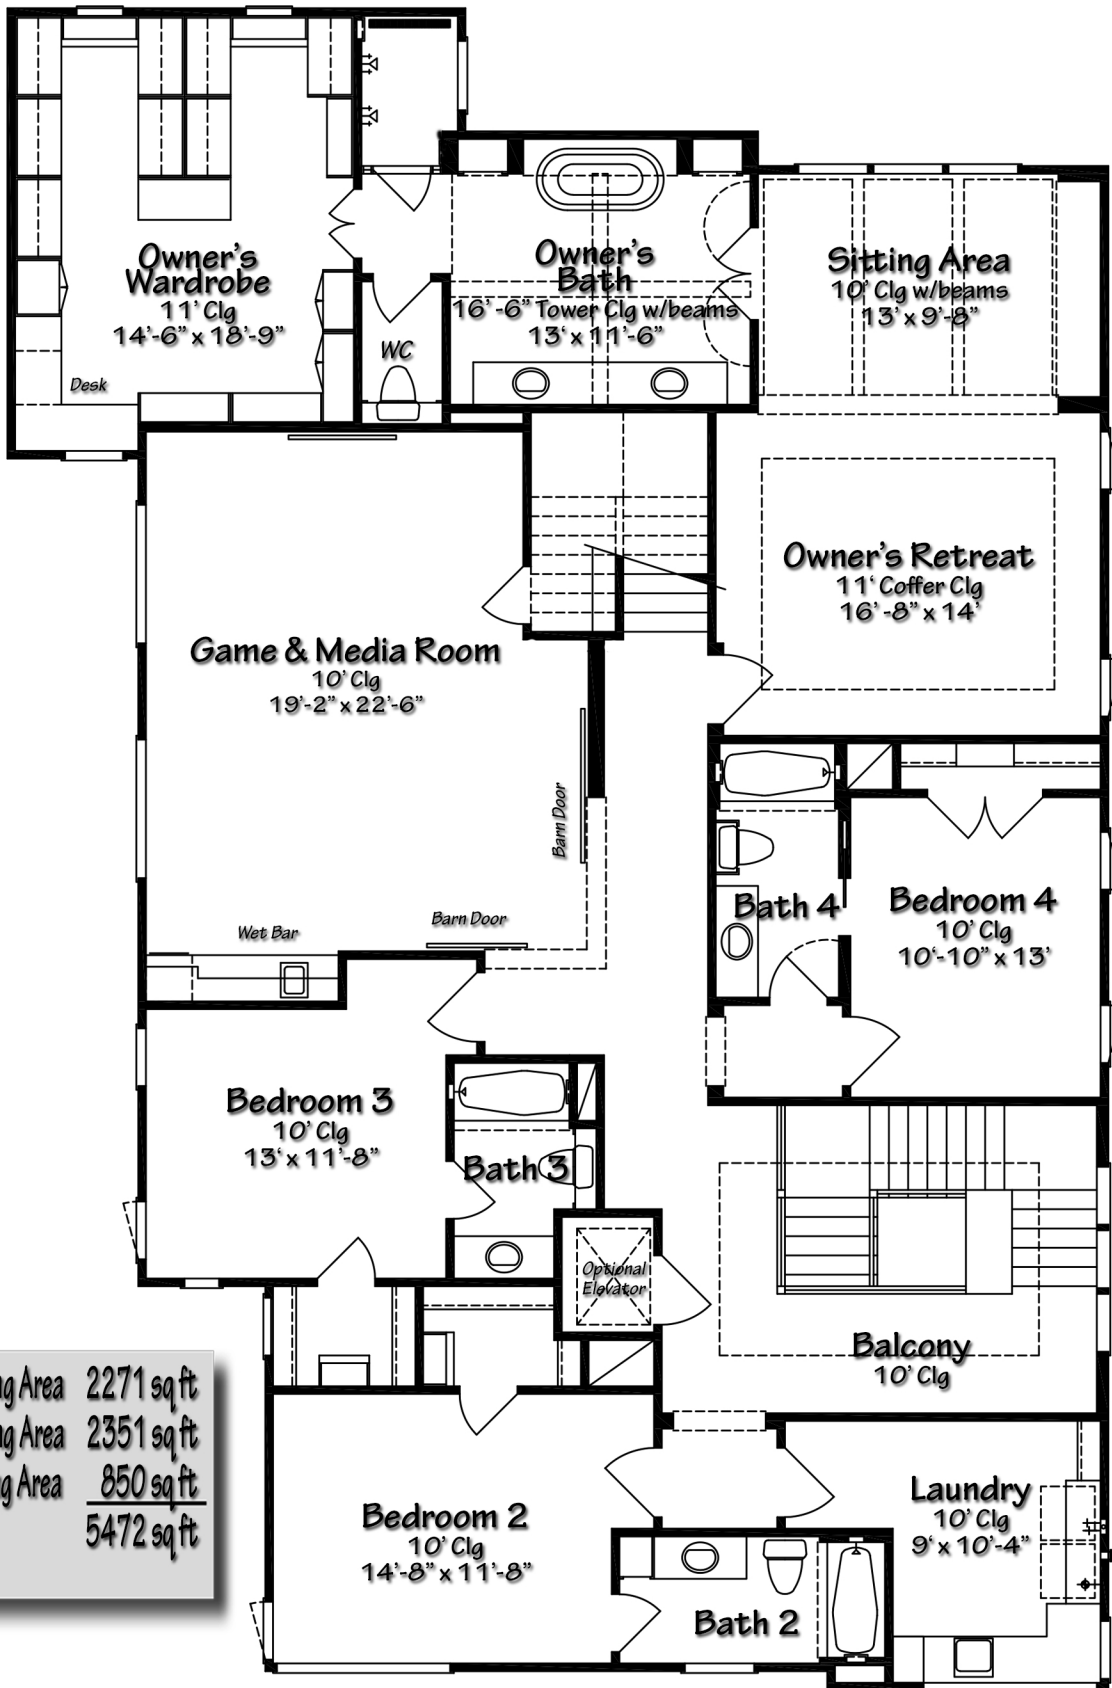 Owner's
Wardrobe
11' Clg
14'-6" x 18'-9"
Desk
WC
Owner's
Bath
16'-6" Tower Clg w/beams
13' x 11'-6"
Sitting Area
10' Clg w/beams
13' x 9'-8"
Owner's Retreat
11' Coffer Clg
16'-8" x 14'
Game & Media Room
10' Clg
19'-2" x 22'-6"
Barn Door
Barn Door
Wet Bar
Bath 4
Bedroom 4
10' Clg
10'-10" x 13'
Bedroom 3
10' Clg
13' x 11'-8"
Bath 3
Optional
Elevator
Balcony
10' Clg
Area 2271 sq ft
Area 2351 sq ft
Area 850 sq ft
5472 sq ft
Bedroom 2
10' Clg
14'-8" x 11'-8"
Bath 2
Laundry
10' Clg
9' x 10'-4"